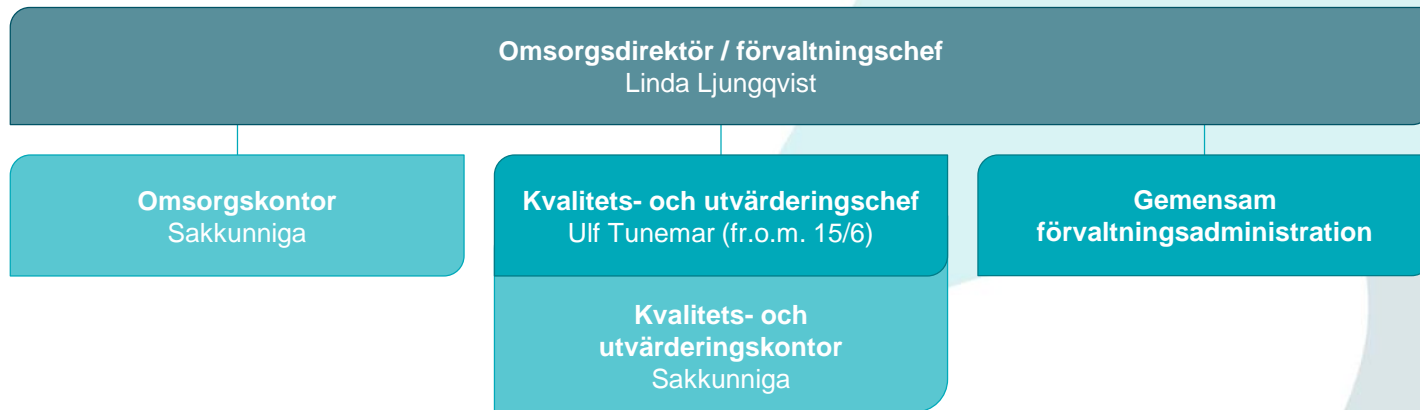 Omsorgsdirektör / förvaltningschef
Linda Ljungqvist
Omsorgskontor
Sakkunniga
Kvalitets- och utvärderingschef
Ulf Tunemar (fr.o.m. 15/6)
Kvalitets- och
utvärderingskontor
Sakkunniga
Gemensam
förvaltningsadministration